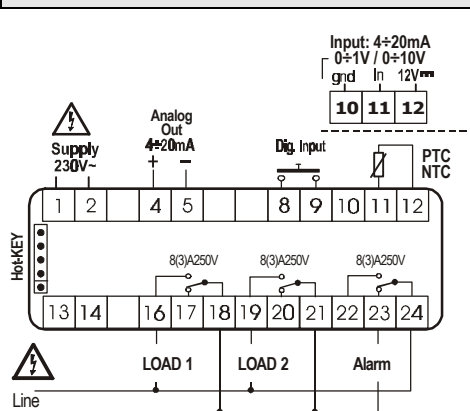 Input: 4÷20mA
0÷1V / 0÷10V
gnd In 12V
10 11 12
Supply
230V~
Analog
Out
4÷20mA
+ -
Dig. Input
PTC
NTC
1 2 4 5 8 9 10 11 12
Hot-KEY
8(3)A250V 8(3)A250V 8(3)A250V
13 14 16 17 18 19 20 21 22 23 24
LOAD 1 LOAD 2 Alarm
Line